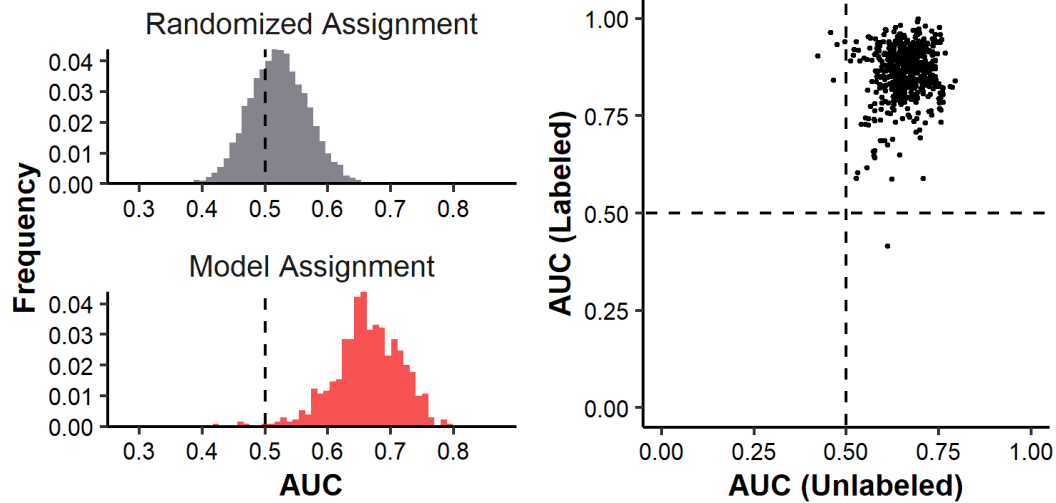 Randomized Assignment
0.04
0.03
0.02
0.01
0.00
0.3 0.4 0.5 0.6 0.7 0.8
Frequency
Model Assignment
0.04
0.03
0.02
0.01
0.00
0.3 0.4 0.5 0.6 0.7 0.8
AUC
AUC (Labeled)
1.00
0.75
0.50
0.25
0.00
0.00 0.25 0.50 0.75 1.00
AUC (Unlabeled)